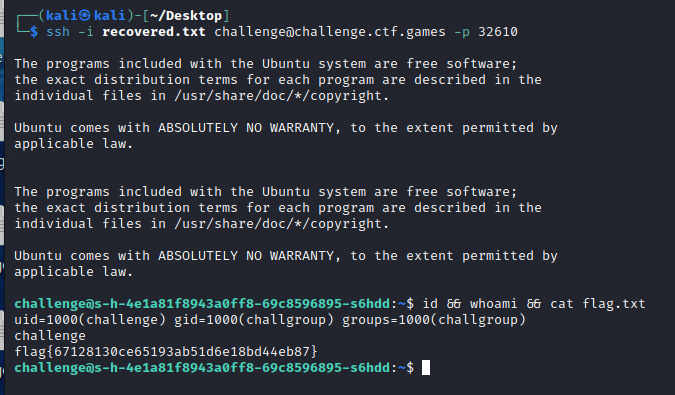 (kali㉿kali)-[~/Desktop]
$ ssh -i recovered.txt challenge@challenge.ctf.games -p 32610
The programs included with the Ubuntu system are free software;
the exact distribution terms for each program are described in the
individual files in /usr/share/doc/*/copyright.
Ubuntu comes with ABSOLUTELY NO WARRANTY, to the extent permitted by
applicable law.
The programs included with the Ubuntu system are free software;
the exact distribution terms for each program are described in the
individual files in /usr/share/doc/*/copyright.
Ubuntu comes with ABSOLUTELY NO WARRANTY, to the extent permitted by
applicable law.
challenge@s-h-4e1a81f8943a0ff8-69c8596895-s6hdd:~$ id && whoami && cat flag.txt
uid=1000(challenge) gid=1000(challgroup) groups=1000(challgroup)
challenge
flag{67128130ce65193ab51d6e18bd44eb87}
challenge@s-h-4e1a81f8943a0ff8-69c8596895-s6hdd:~$